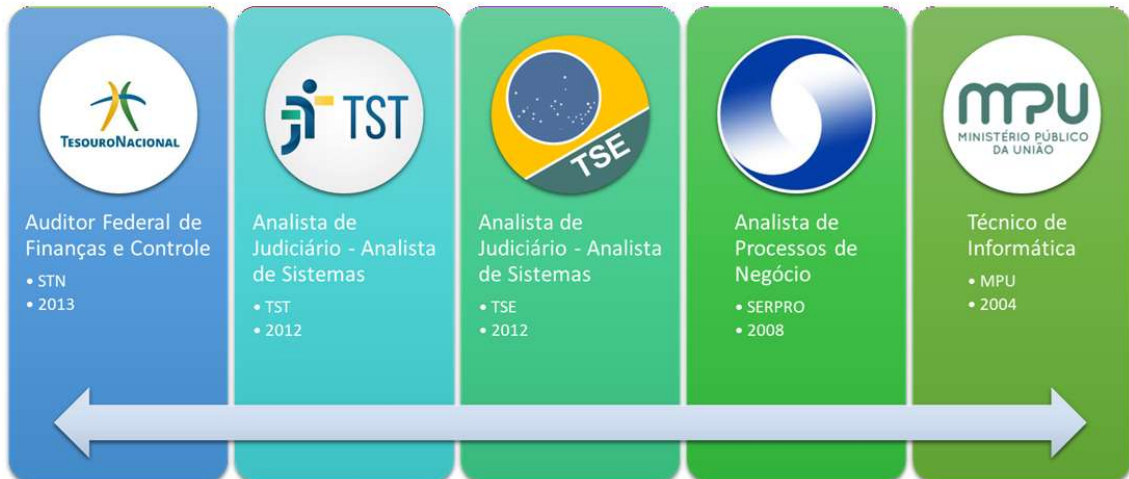 TESOURONACIONAL
Auditor Federal de
Finanças e Controle
• STN
• 2013
TST
Analista de
Judiciário - Analista
de Sistemas
• TST
• 2012
TSE
Analista de
Judiciário - Analista
de Sistemas
• TSE
• 2012
Analista de
Processos de
Negócio
• SERPRO
• 2008
MPU
MINISTÉRIO PÚBLICO
DA UNIÃO
Técnico de
Informática
• MPU
• 2004